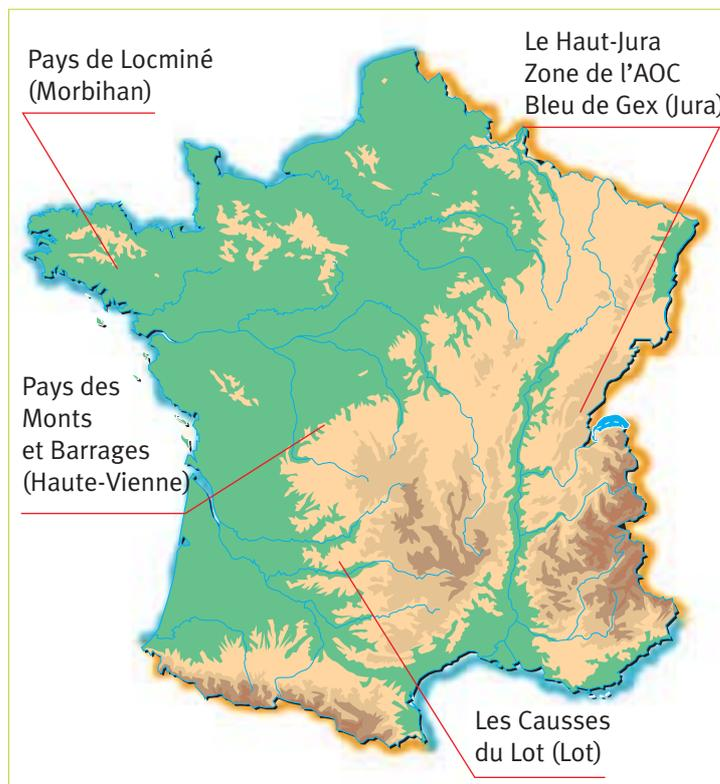 Pays de Locminé
(Morbihan)
Le Haut-Jura
Zone de l’AOC
Bleu de Gex (Jura)
Pays des
Monts
et Barrages
(Haute-Vienne)
Les Causses
du Lot (Lot)